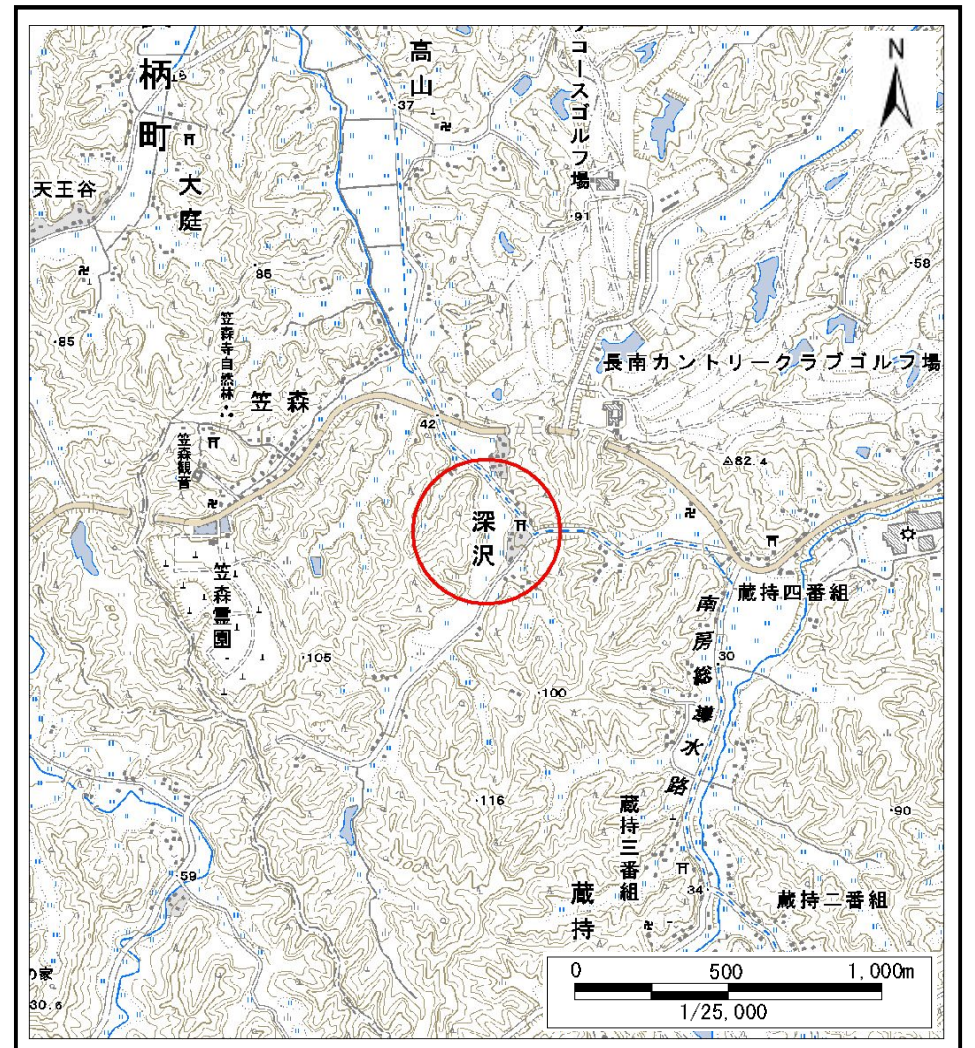 柄町
16
高山
37
コースゴルフ場
N
天王谷
大庭
91
58
86
85
笠森寺自然林
笠森
長南カントリークラブゴルフ場
42
笠森観音
82.4
深沢
笠森霊園
蔵持四番組
南房総導水路
30
105
100
116
蔵持三番組
90
59
蔵持
34
蔵持二番組
の家
30.6
0 500 1,000m
1/25,000